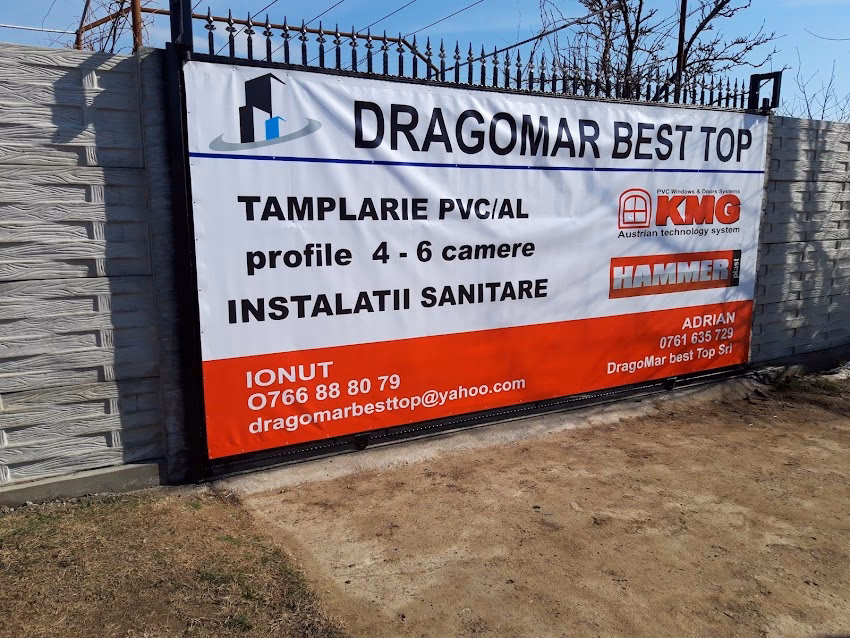 DRAGOMAR BEST TOP
TAMPLARIE PVC/AL
profile 4 - 6 camere
INSTALATII SANITARE
PVC Windows & Doors Systems
KMG
Austrian technology system
HAMMER plast
IONUT
0766 88 80 79
dragomarbesttop@yahoo.com
ADRIAN
0761 635 729
DragoMar best Top Srl